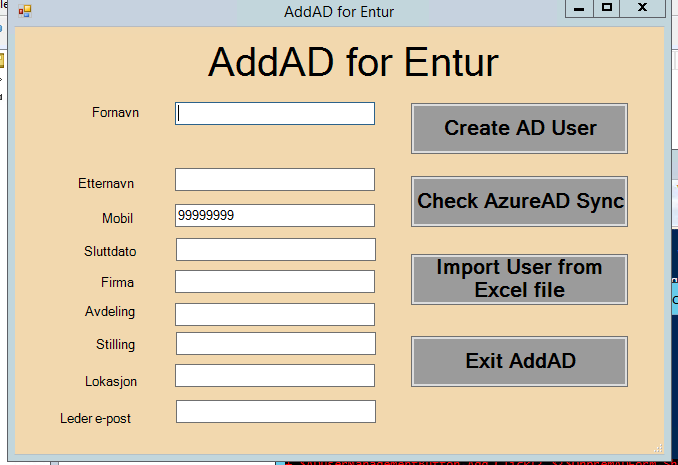 AddAD for Entur
AddAD for Entur
Fornavn
Create AD User
Etternavn
Check AzureAD Sync
Mobil
99999999
Sluttdato
Firma
Import User from
Excel file
Avdeling
Stilling
Exit AddAD
Lokasjon
Leder e-post